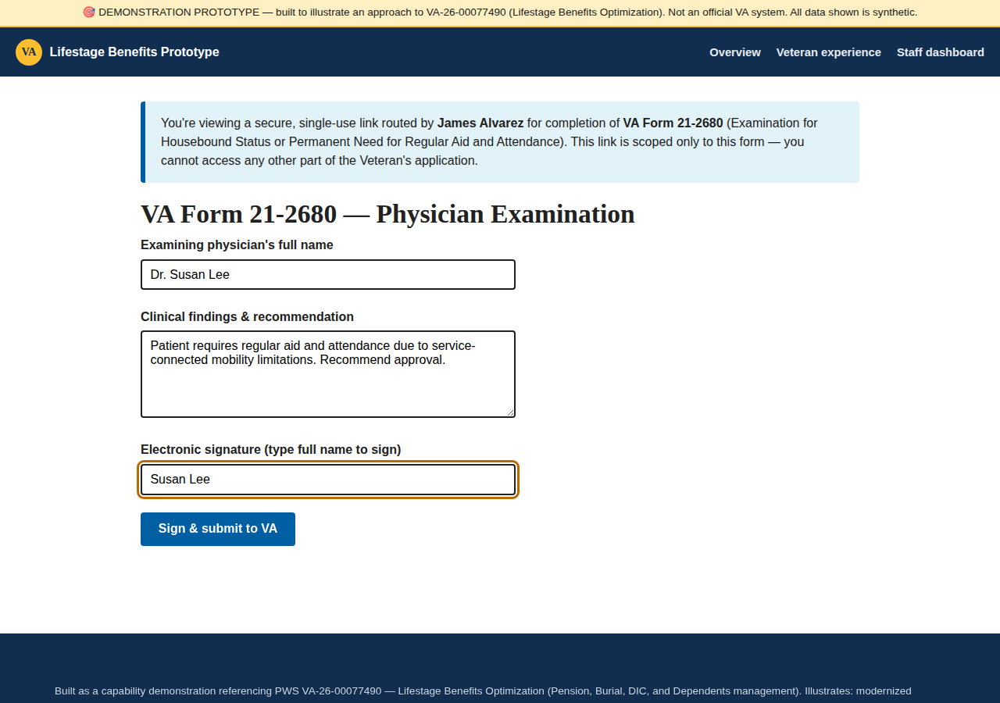 🎯 DEMONSTRATION PROTOTYPE — built to illustrate an approach to VA-26-00077490 (Lifestage Benefits Optimization). Not an official VA system. All data shown is synthetic.
VA Lifestage Benefits Prototype Overview Veteran experience Staff dashboard
You're viewing a secure, single-use link routed by James Alvarez for completion of VA Form 21-2680 (Examination for
Housebound Status or Permanent Need for Regular Aid and Attendance). This link is scoped only to this form — you
cannot access any other part of the Veteran's application.
VA Form 21-2680 — Physician Examination
Examining physician's full name
Dr. Susan Lee
Clinical findings & recommendation
Patient requires regular aid and attendance due to service-
connected mobility limitations. Recommend approval.
Electronic signature (type full name to sign)
Susan Lee
Sign & submit to VA
Built as a capability demonstration referencing PWS VA-26-00077490 — Lifestage Benefits Optimization (Pension, Burial, DIC, and Dependents management). Illustrates: modernized